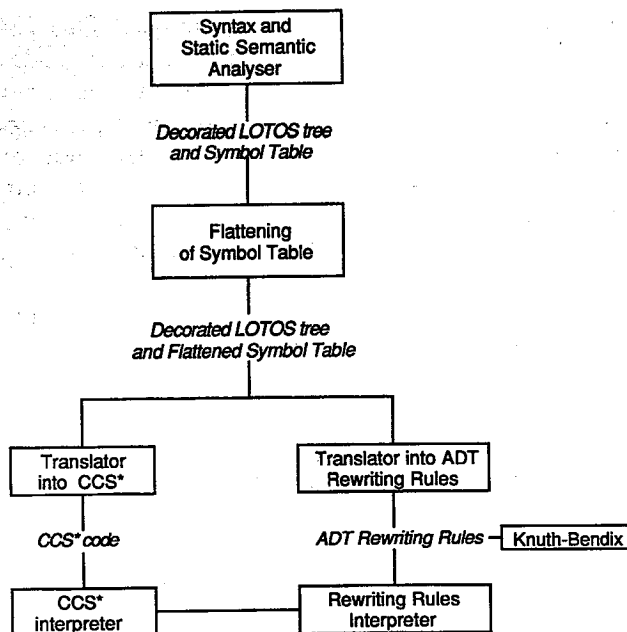 Syntax and
Static Semantic
Analyser
Decorated LOTOS tree
and Symbol Table
Flattening
of Symbol Table
Decorated LOTOS tree
and Flattened Symbol Table
Translator
into CCS*
Translator into ADT
Rewriting Rules
CCS* code
ADT Rewriting Rules
Knuth-Bendix
CCS*
interpreter
Rewriting Rules
Interpreter